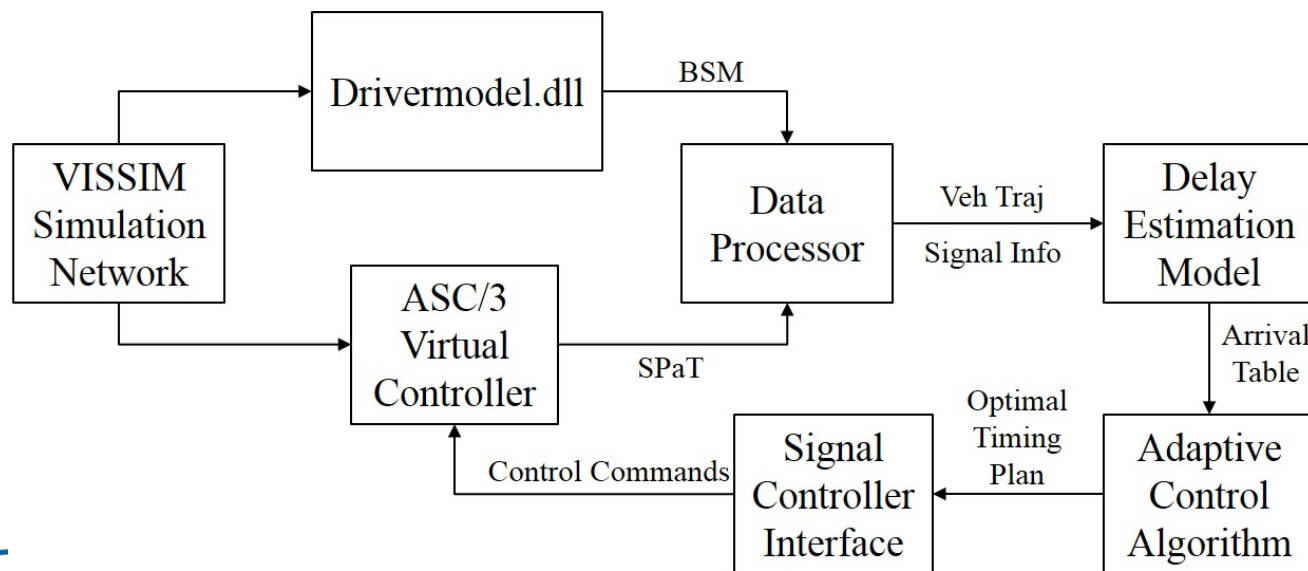 Drivermodel.dll
BSM
VISSIM
Simulation
Network
Data
Processor
Veh Traj
Signal Info
Delay
Estimation
Model
ASC/3
Virtual
Controller
SPaT
Arrival
Table
Optimal
Timing
Plan
Control Commands
Signal
Controller
Interface
Adaptive
Control
Algorithm